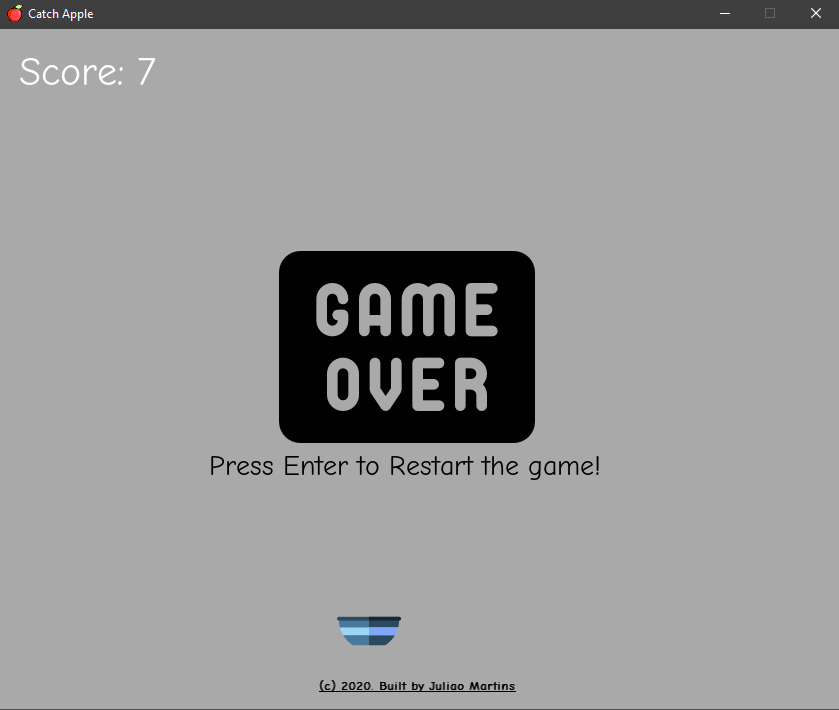 Catch Apple
Score: 7
GAME
OVER
Press Enter to Restart the game!
(c) 2020. Built by Juliao Martins